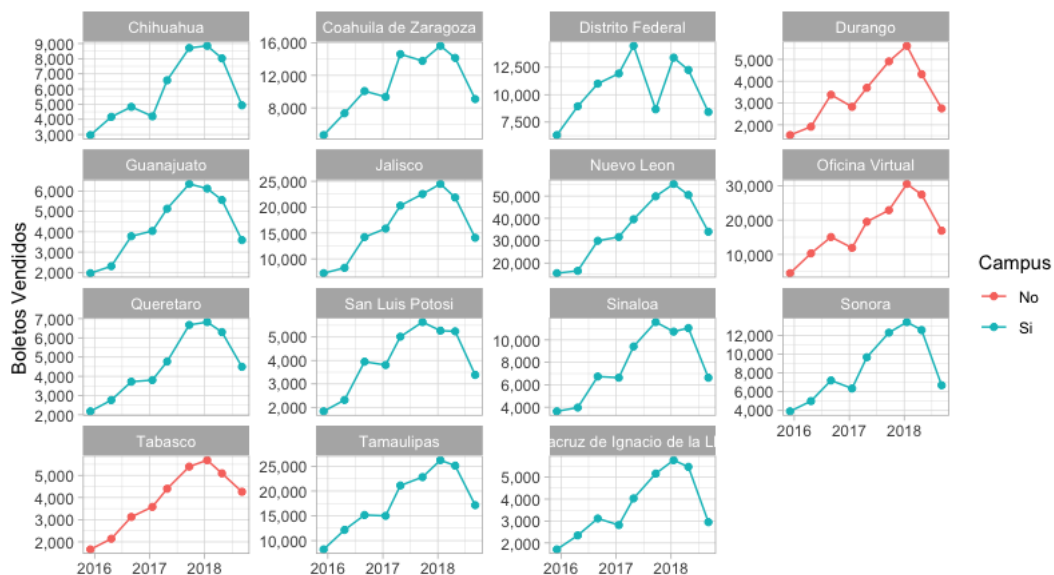 Chihuahua
Coahuila de Zaragoza
Distrito Federal
Durango
9,000
8,000
7,000
6,000
5,000
4,000
3,000
16,000
12,000
8,000
12,500
10,000
7,500
5,000
4,000
3,000
2,000
Guanajuato
Jalisco
Nuevo Leon
Oficina Virtual
6,000
5,000
4,000
3,000
2,000
25,000
20,000
15,000
10,000
50,000
40,000
30,000
20,000
30,000
20,000
10,000
Boletos Vendidos
Queretaro
San Luis Potosi
Sinaloa
Sonora
7,000
6,000
5,000
4,000
3,000
2,000
5,000
4,000
3,000
2,000
10,000
8,000
6,000
4,000
12,000
10,000
8,000
6,000
4,000
2016 2017 2018
Tabasco
Tamaulipas
acruz de Ignacio de la Ll
5,000
4,000
3,000
2,000
25,000
20,000
15,000
10,000
5,000
4,000
3,000
2,000
2016 2017 2018
2016 2017 2018
2016 2017 2018
Campus
No
Si